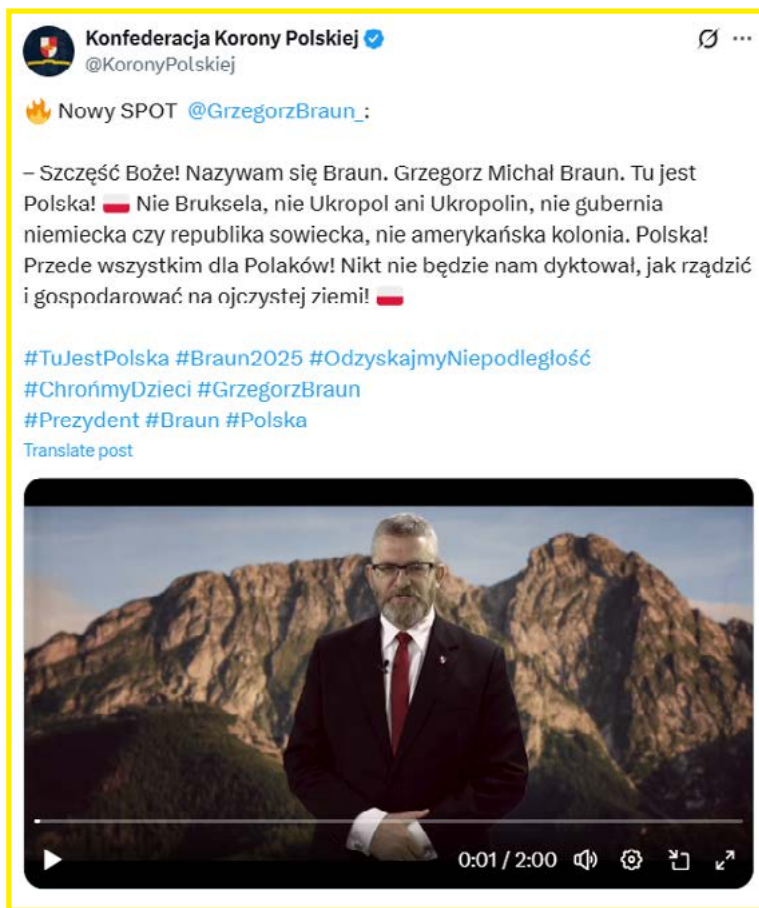 Konfederacja Korony Polskiej
@KoronyPolskiej
🔥 Nowy SPOT @GrzegorzBraun_:
– Szczęść Boże! Nazywam się Braun. Grzegorz Michał Braun. Tu jest
Polska! 🇵🇱 Nie Bruksela, nie Ukropol ani Ukropolin, nie gubernia
niemiecka czy republika sowiecka, nie amerykańska kolonia. Polska!
Przede wszystkim dla Polaków! Nikt nie będzie nam dyktował, jak rządzić
i gospodarować na ojczystej ziemi! 🇵🇱
#TuJestPolska #Braun2025 #OdzyskajmyNiepodległość
#ChrońmyDzieci #GrzegorzBraun
#Prezydent #Braun #Polska
Translate post
0:01 / 2:00